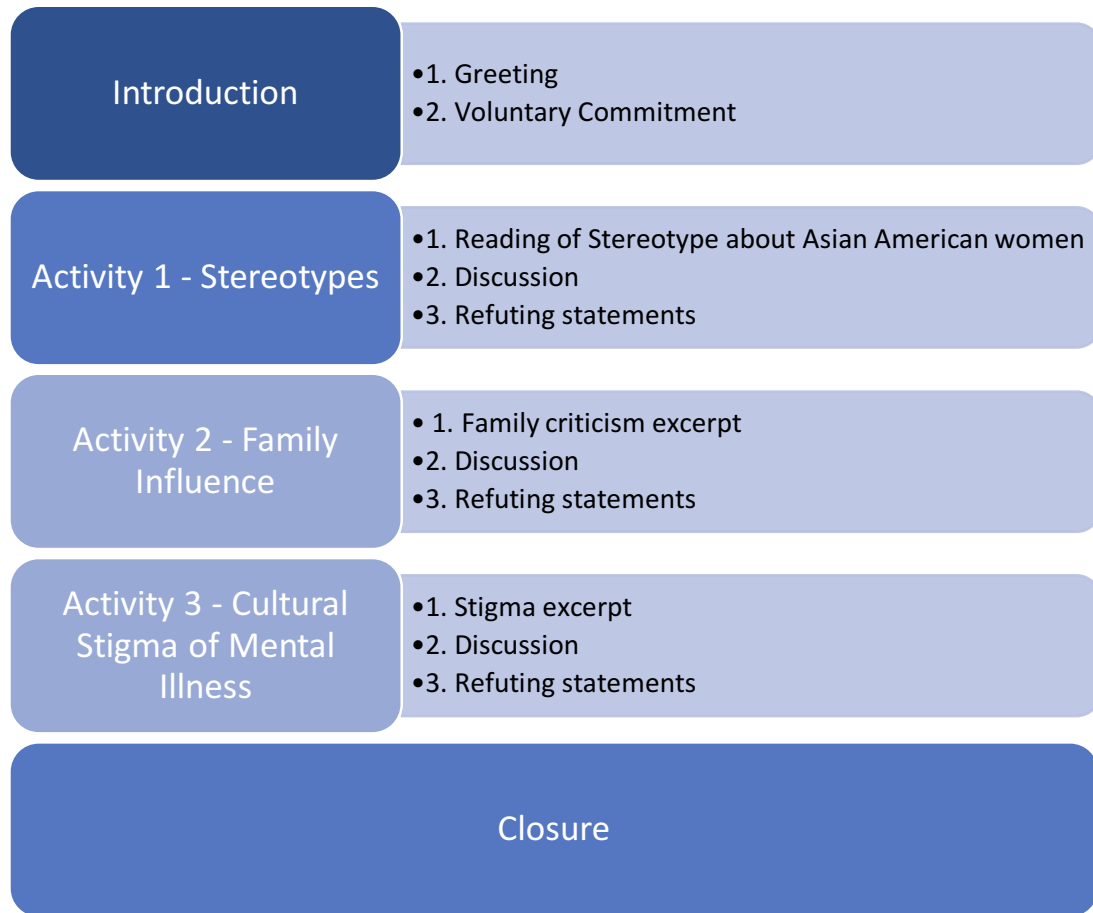 Introduction
•1. Greeting
•2. Voluntary Commitment
Activity 1 - Stereotypes
•1. Reading of Stereotype about Asian American women
•2. Discussion
•3. Refuting statements
Activity 2 - Family
Influence
• 1. Family criticism excerpt
•2. Discussion
•3. Refuting statements
Activity 3 - Cultural
Stigma of Mental
Illness
•1. Stigma excerpt
•2. Discussion
•3. Refuting statements
Closure